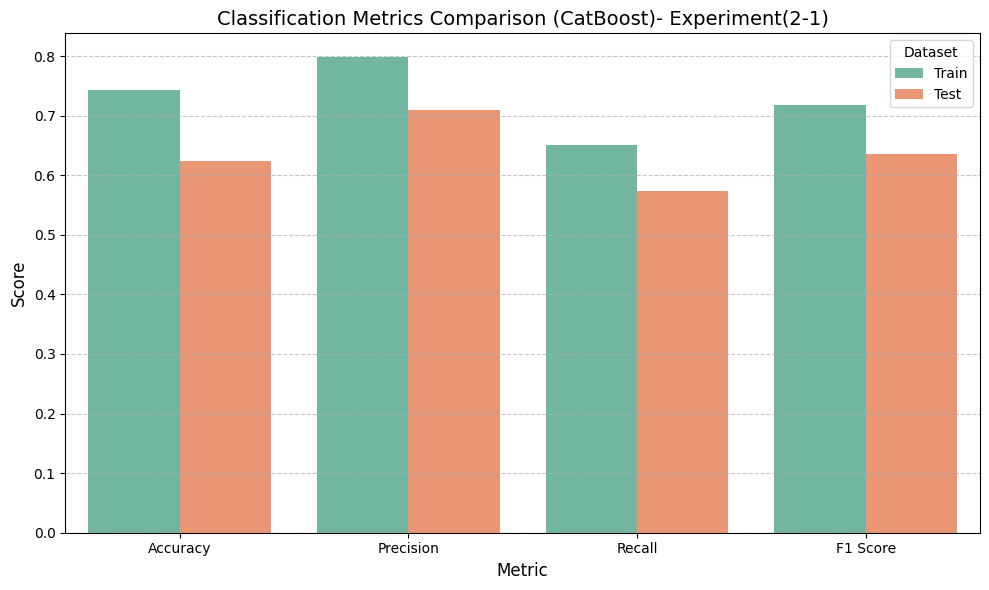 Classification Metrics Comparison (CatBoost)- Experiment(2-1)
Dataset
Train
Test
Score
0.8
0.7
0.6
0.5
0.4
0.3
0.2
0.1
0.0
Accuracy
Precision
Recall
F1 Score
Metric